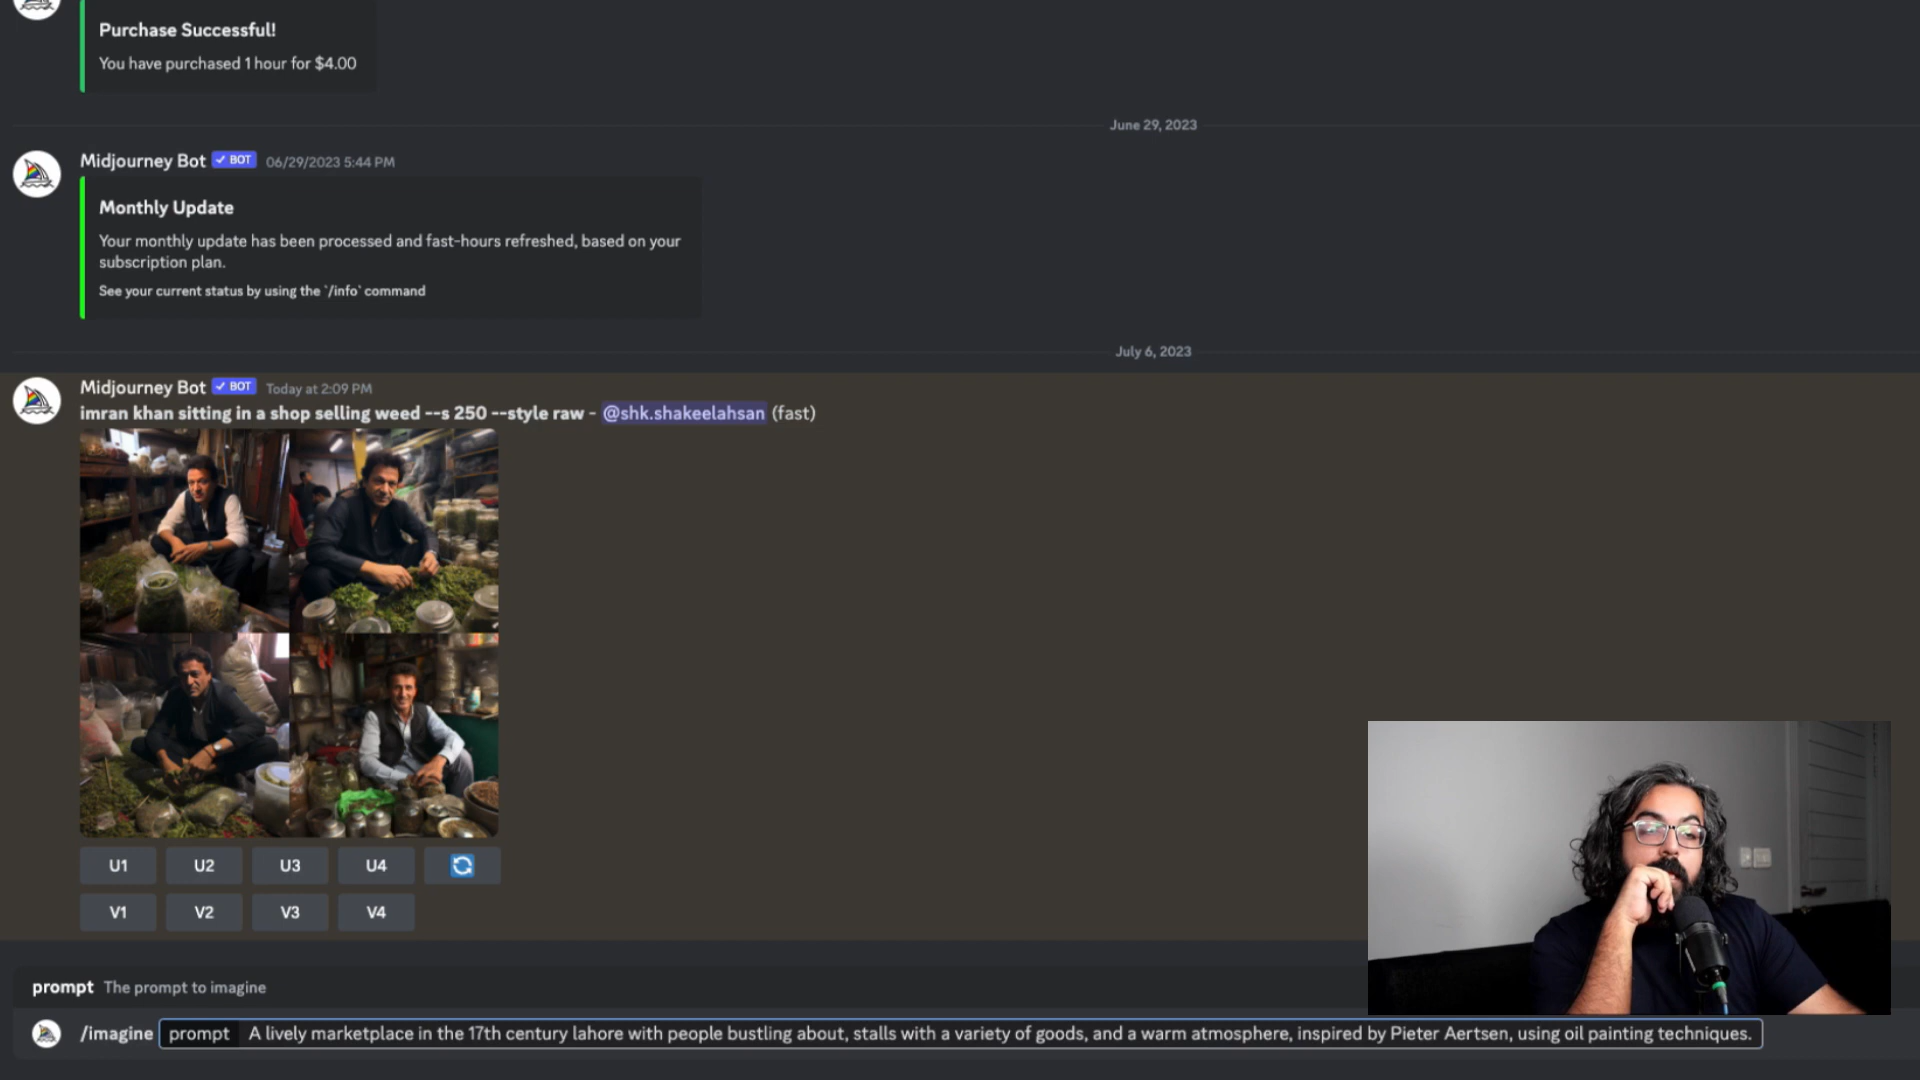 Purchase Successful!
You have purchased 1 hour for $4.00
June 29, 2023
Midjourney Bot ✓ BOT 06/29/2023 5:44 PM
Monthly Update
Your monthly update has been processed and fast-hours refreshed, based on your
subscription plan.
See your current status by using the `/info` command
July 6, 2023
Midjourney Bot ✓ BOT Today at 2:09 PM
imran khan sitting in a shop selling weed --s 250 --style raw - @shk.shakeelahsan (fast)
U1 U2 U3 U4
V1 V2 V3 V4
prompt The prompt to imagine
/imagine prompt A lively marketplace in the 17th century lahore with people bustling about, stalls with a variety of goods, and a warm atmosphere, inspired by Pieter Aertsen, using oil painting techniques.